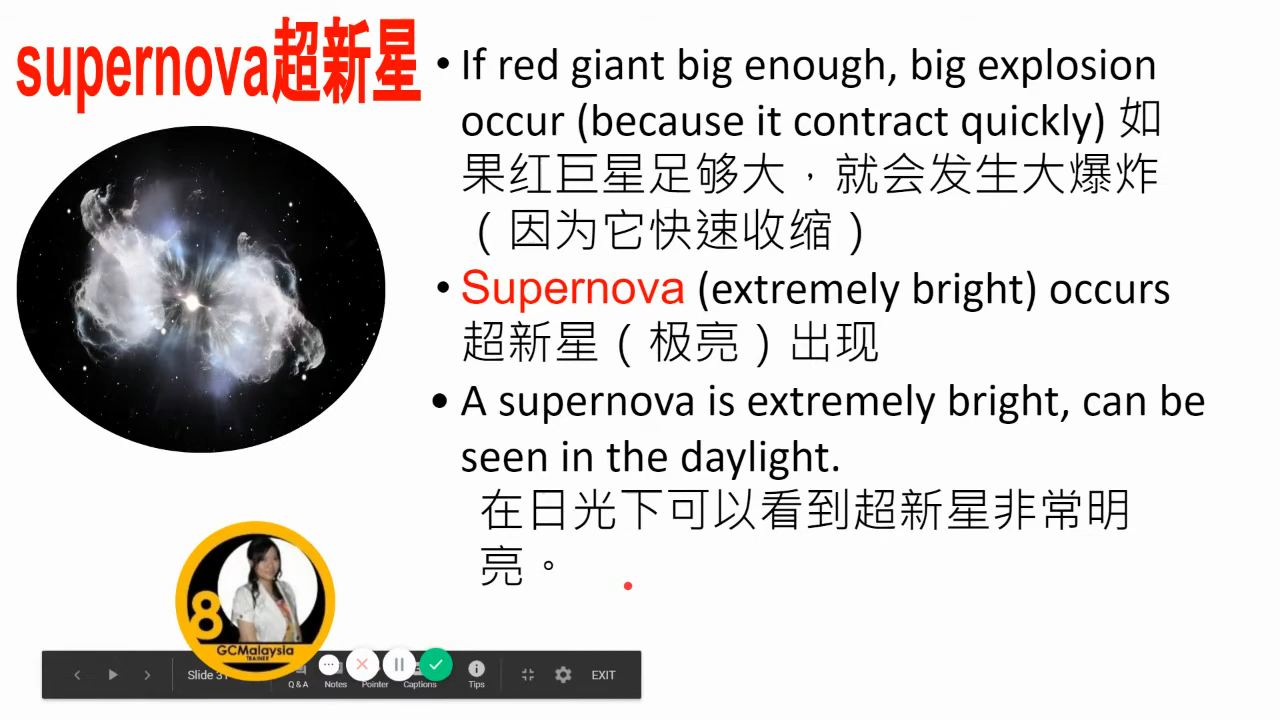 supernova超新星
• If red giant big enough, big explosion
occur (because it contract quickly) 如
果红巨星足够大，就会发生大爆炸
（因为它快速收缩）
• Supernova (extremely bright) occurs
超新星（极亮）出现
• A supernova is extremely bright, can be
seen in the daylight.
在日光下可以看到超新星非常明
亮。
8
GCMalaysia
TRAINER
Slide 31
Q & A
Notes
Pointer
Captions
Tips
EXIT